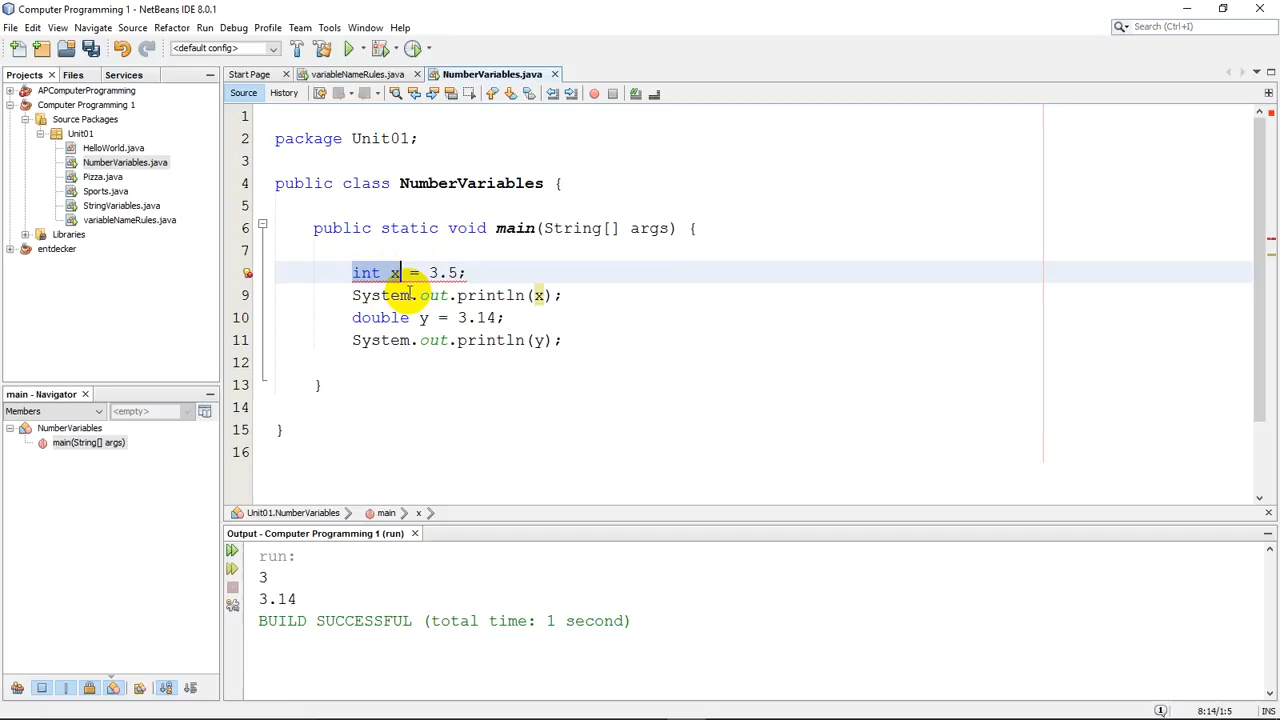 Computer Programming 1 - NetBeans IDE 8.0.1
File Edit View Navigate Source Refactor Run Debug Profile Team Tools Window Help
Search (Ctrl+I)
<default config>
Projects Files Services
Start Page variableNameRules.java NumberVariables.java
Source History
APComputerProgramming
Computer Programming 1
Source Packages
Unit01
HelloWorld.java
NumberVariables.java
Pizza.java
Sports.java
StringVariables.java
variableNameRules.java
Libraries
entdecker
1
2 package Unit01;
3
4 public class NumberVariables {
5
6 public static void main(String[] args) {
7
int x = 3.5;
9 System.out.println(x);
10 double y = 3.14;
11 System.out.println(y);
12
13 }
14
15 }
16
main - Navigator
Members <empty>
NumberVariables
main(String[] args)
Unit01.NumberVariables main x
Output - Computer Programming 1 (run)
run:
3
3.14
BUILD SUCCESSFUL (total time: 1 second)
1 8:14/1:5 INS